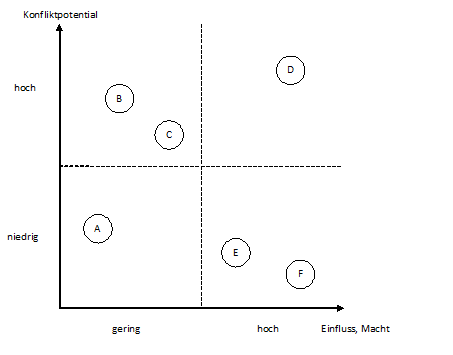 Konfliktpotential
D
hoch
B
C
A
niedrig
E
F
gering
hoch
Einfluss, Macht